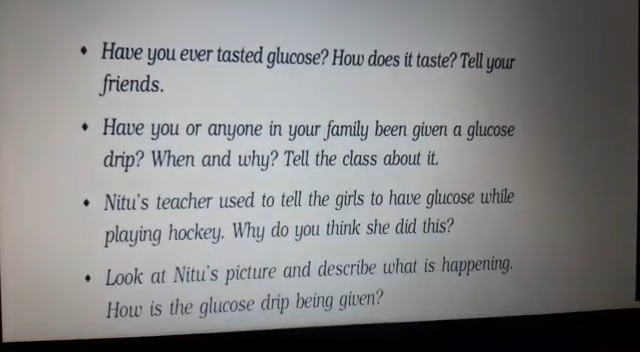 • Have you ever tasted glucose? How does it taste? Tell your
friends.
• Have you or anyone in your family been given a glucose
drip? When and why? Tell the class about it.
• Nitu's teacher used to tell the girls to have glucose while
playing hockey. Why do you think she did this?
• Look at Nitu's picture and describe what is happening.
How is the glucose drip being given?